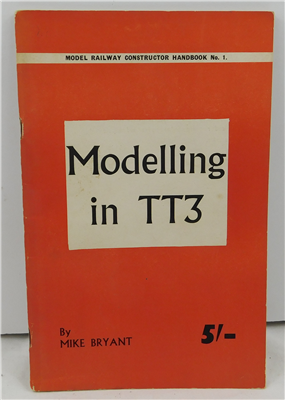 MODEL RAILWAY CONSTRUCTOR HANDBOOK No. 1.
Modelling
in TT3
By
MIKE BRYANT
5/-